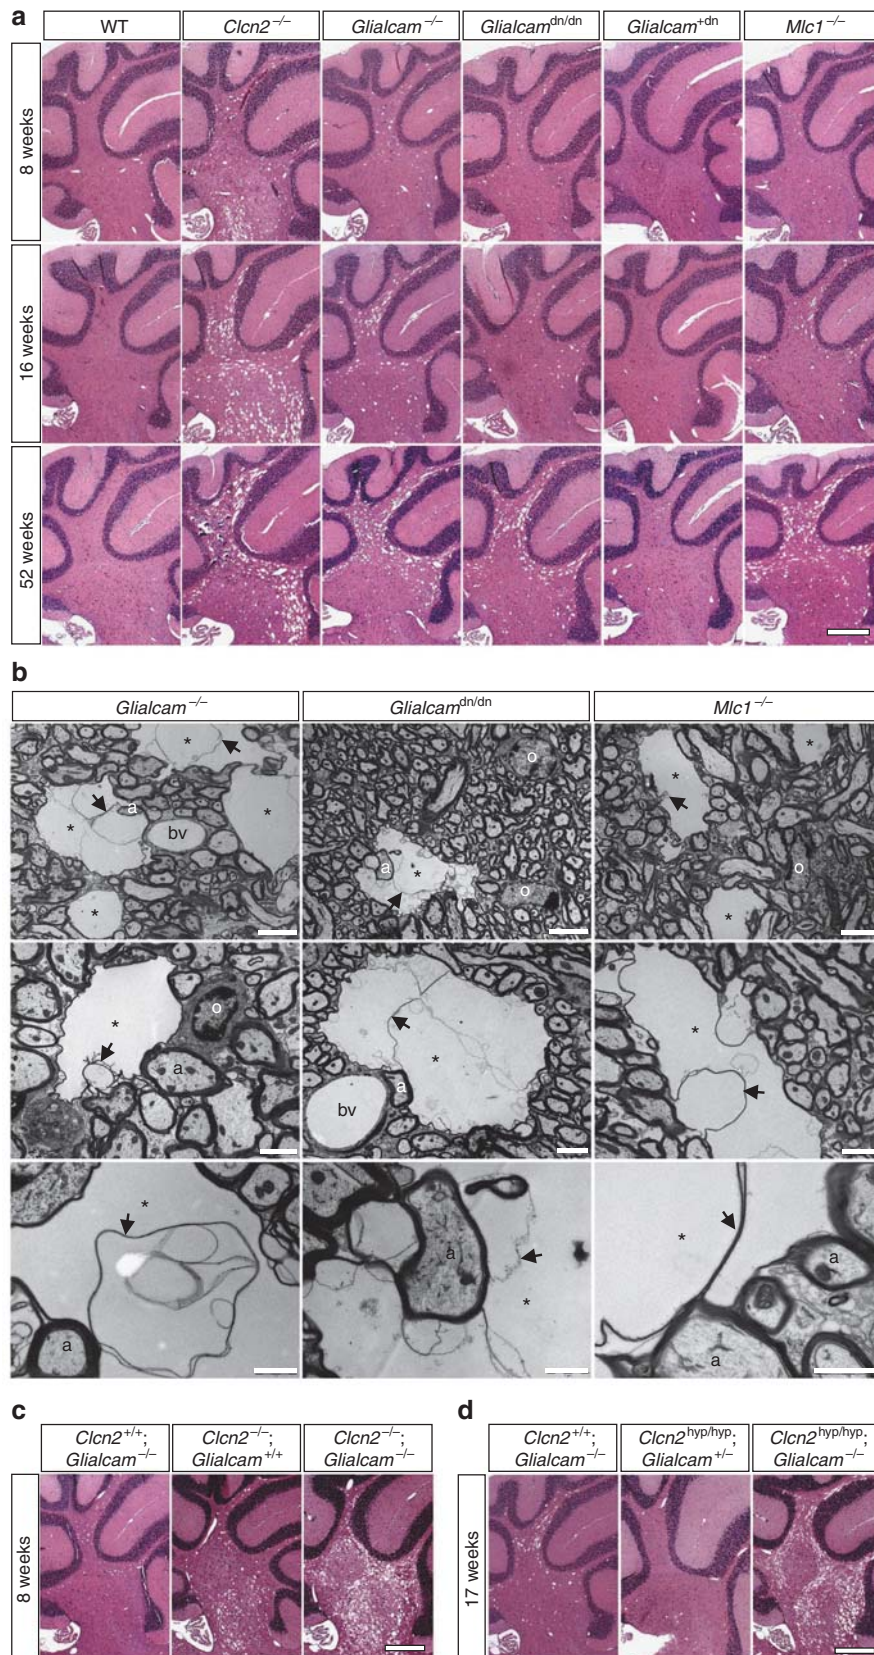 a
WT
Clcn2−/−
Glialcam−/−
Glialcamdn/dn
Glialcam+dn
Mlc1−/−
8 weeks
16 weeks
52 weeks
b
Glialcam−/−
Glialcamdn/dn
Mlc1−/−
*
*
a
bv
*
*
o
a
*
o
*
*
o
*
*
o
a
*
bv
a
*
*
a
a
*
*
a
a
c
Clcn2+/+;
Glialcam−/−
Clcn2−/−;
Glialcam+/+
Clcn2−/−;
Glialcam−/−
8 weeks
d
Clcn2+/+;
Glialcam−/−
Clcn2hyp/hyp;
Glialcam+/−
Clcn2hyp/hyp;
Glialcam−/−
17 weeks